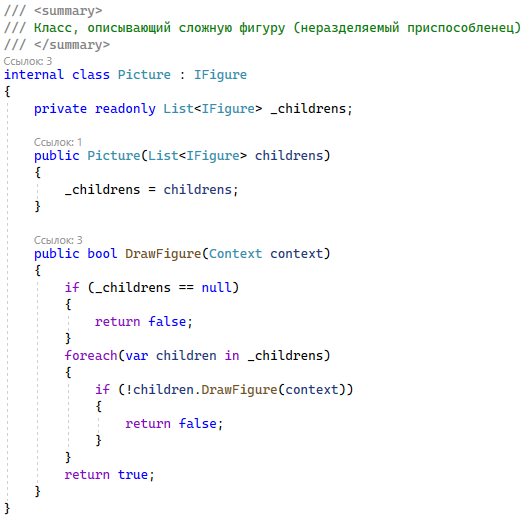 /// <summary>
/// Класс, описывающий сложную фигуру (неразделяемый приспособленец)
/// </summary>
Ссылок: 3
internal class Picture : IFigure
{
    private readonly List<IFigure> _childrens;
    Ссылок: 1
    public Picture(List<IFigure> childrens)
    {
        _childrens = childrens;
    }
    Ссылок: 3
    public bool DrawFigure(Context context)
    {
        if (_childrens == null)
        {
            return false;
        }
        foreach(var children in _childrens)
        {
            if (!children.DrawFigure(context))
            {
                return false;
            }
        }
        return true;
    }
}